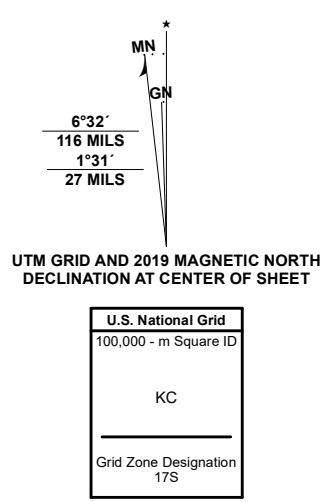 ★
MN
GN
6°32´
116 MILS
1°31´
27 MILS
UTM GRID AND 2019 MAGNETIC NORTH
DECLINATION AT CENTER OF SHEET
U.S. National Grid
100,000 - m Square ID
KC
Grid Zone Designation
17S